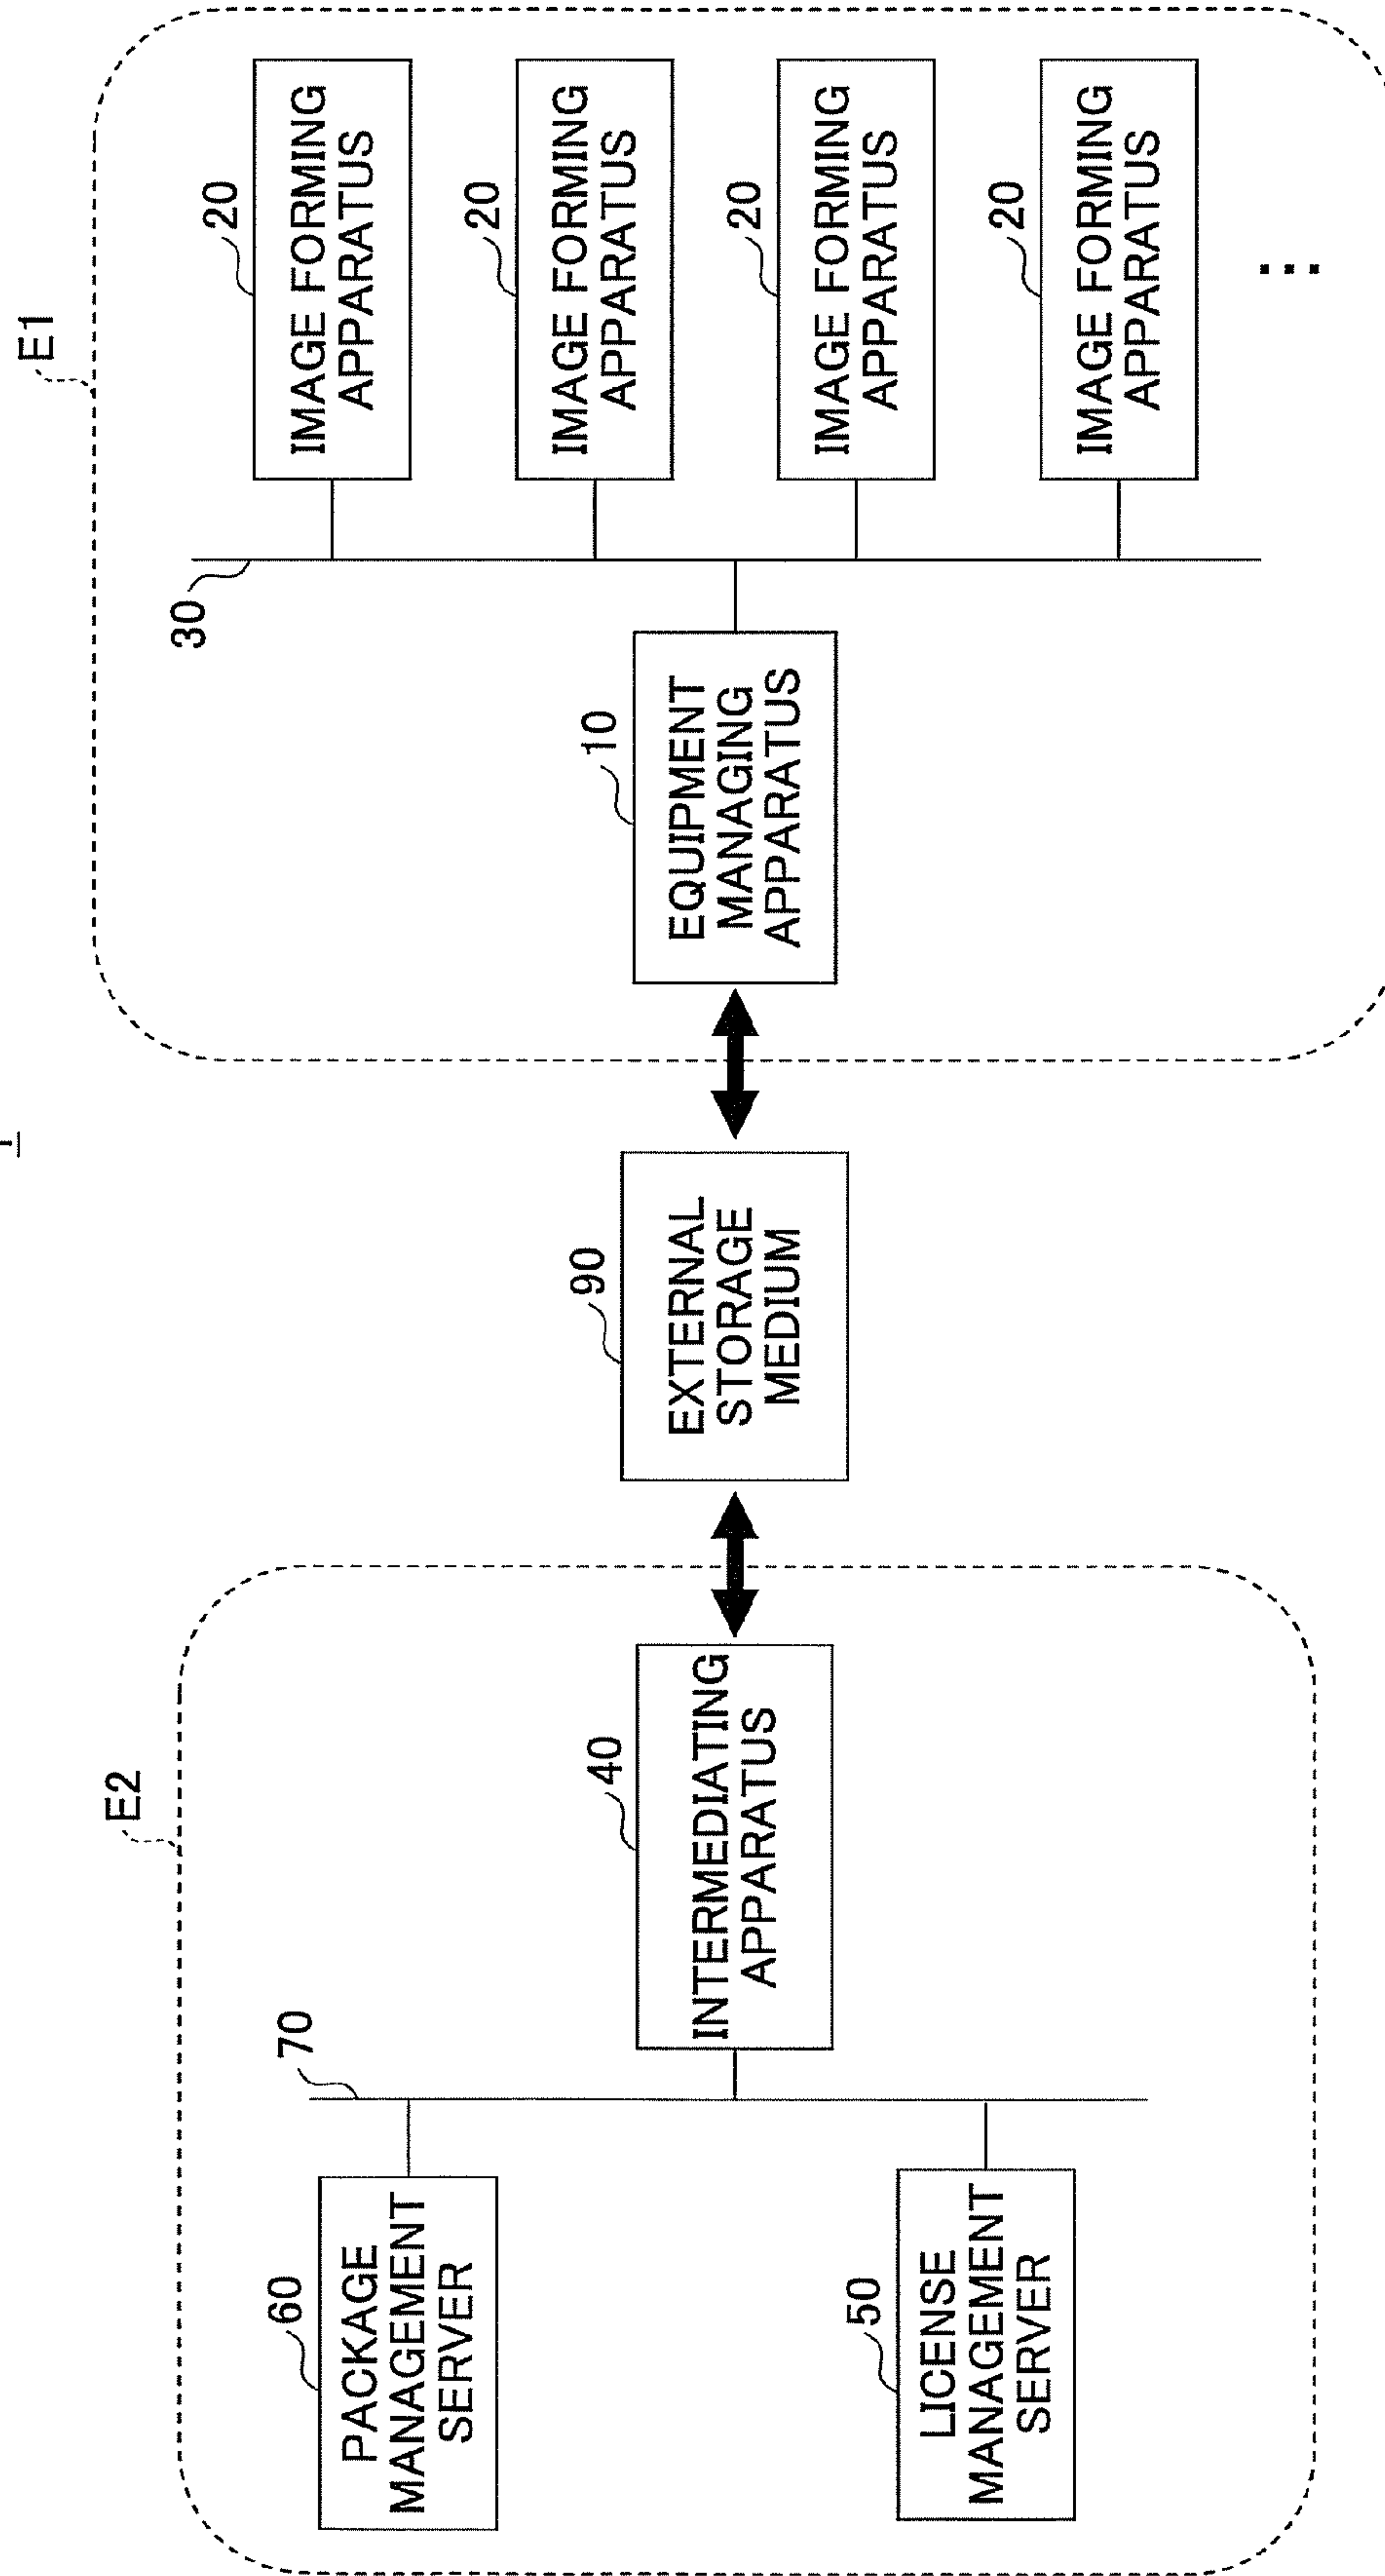 1
E2
60
PACKAGE
MANAGEMENT
SERVER
50
LICENSE
MANAGEMENT
SERVER
70
40
INTERMEDIATING
APPARATUS
90
EXTERNAL
STORAGE
MEDIUM
E1
10
EQUIPMENT
MANAGING
APPARATUS
30
20
IMAGE FORMING
APPARATUS
20
IMAGE FORMING
APPARATUS
20
IMAGE FORMING
APPARATUS
20
IMAGE FORMING
APPARATUS
...